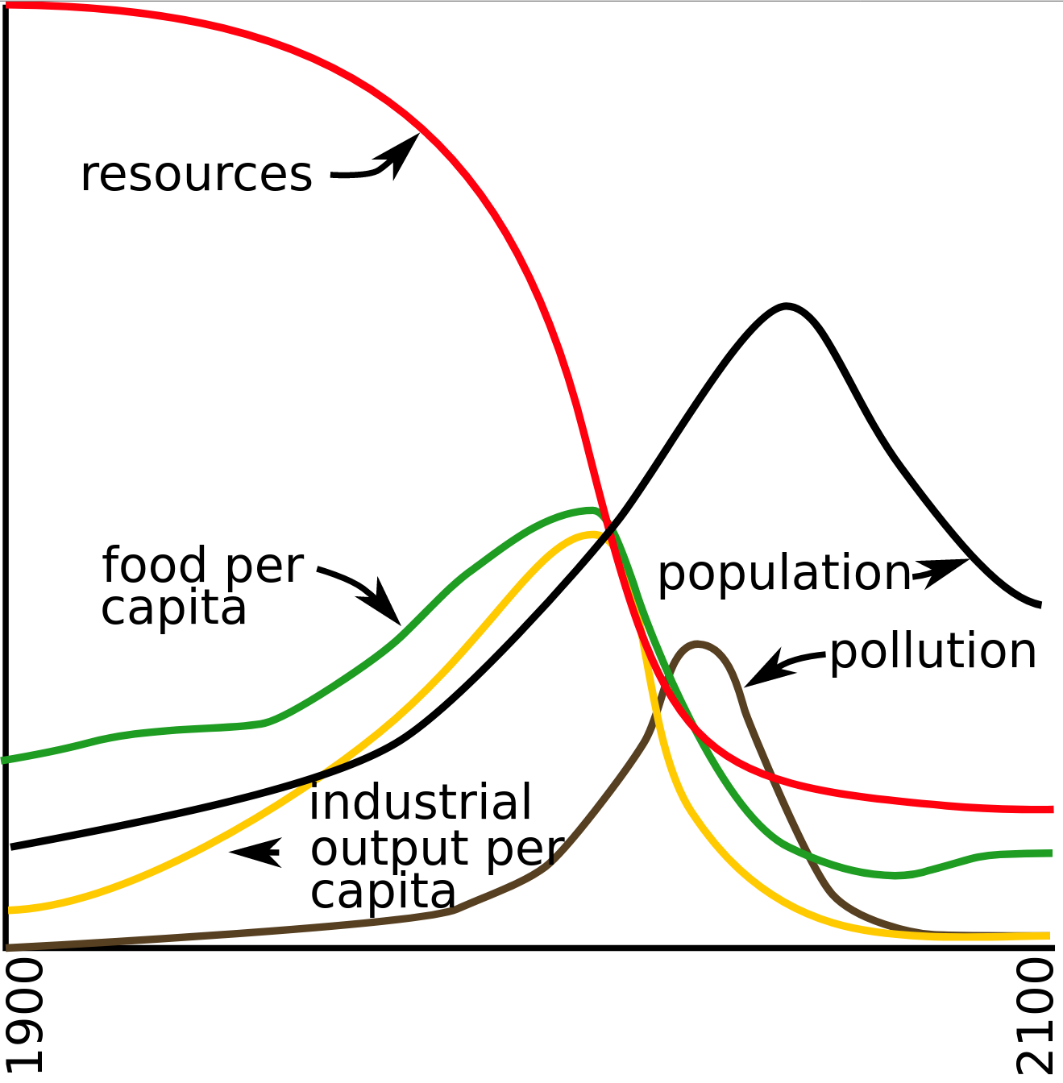 resources
food per
capita
population
pollution
industrial
output per
capita
1900
2100